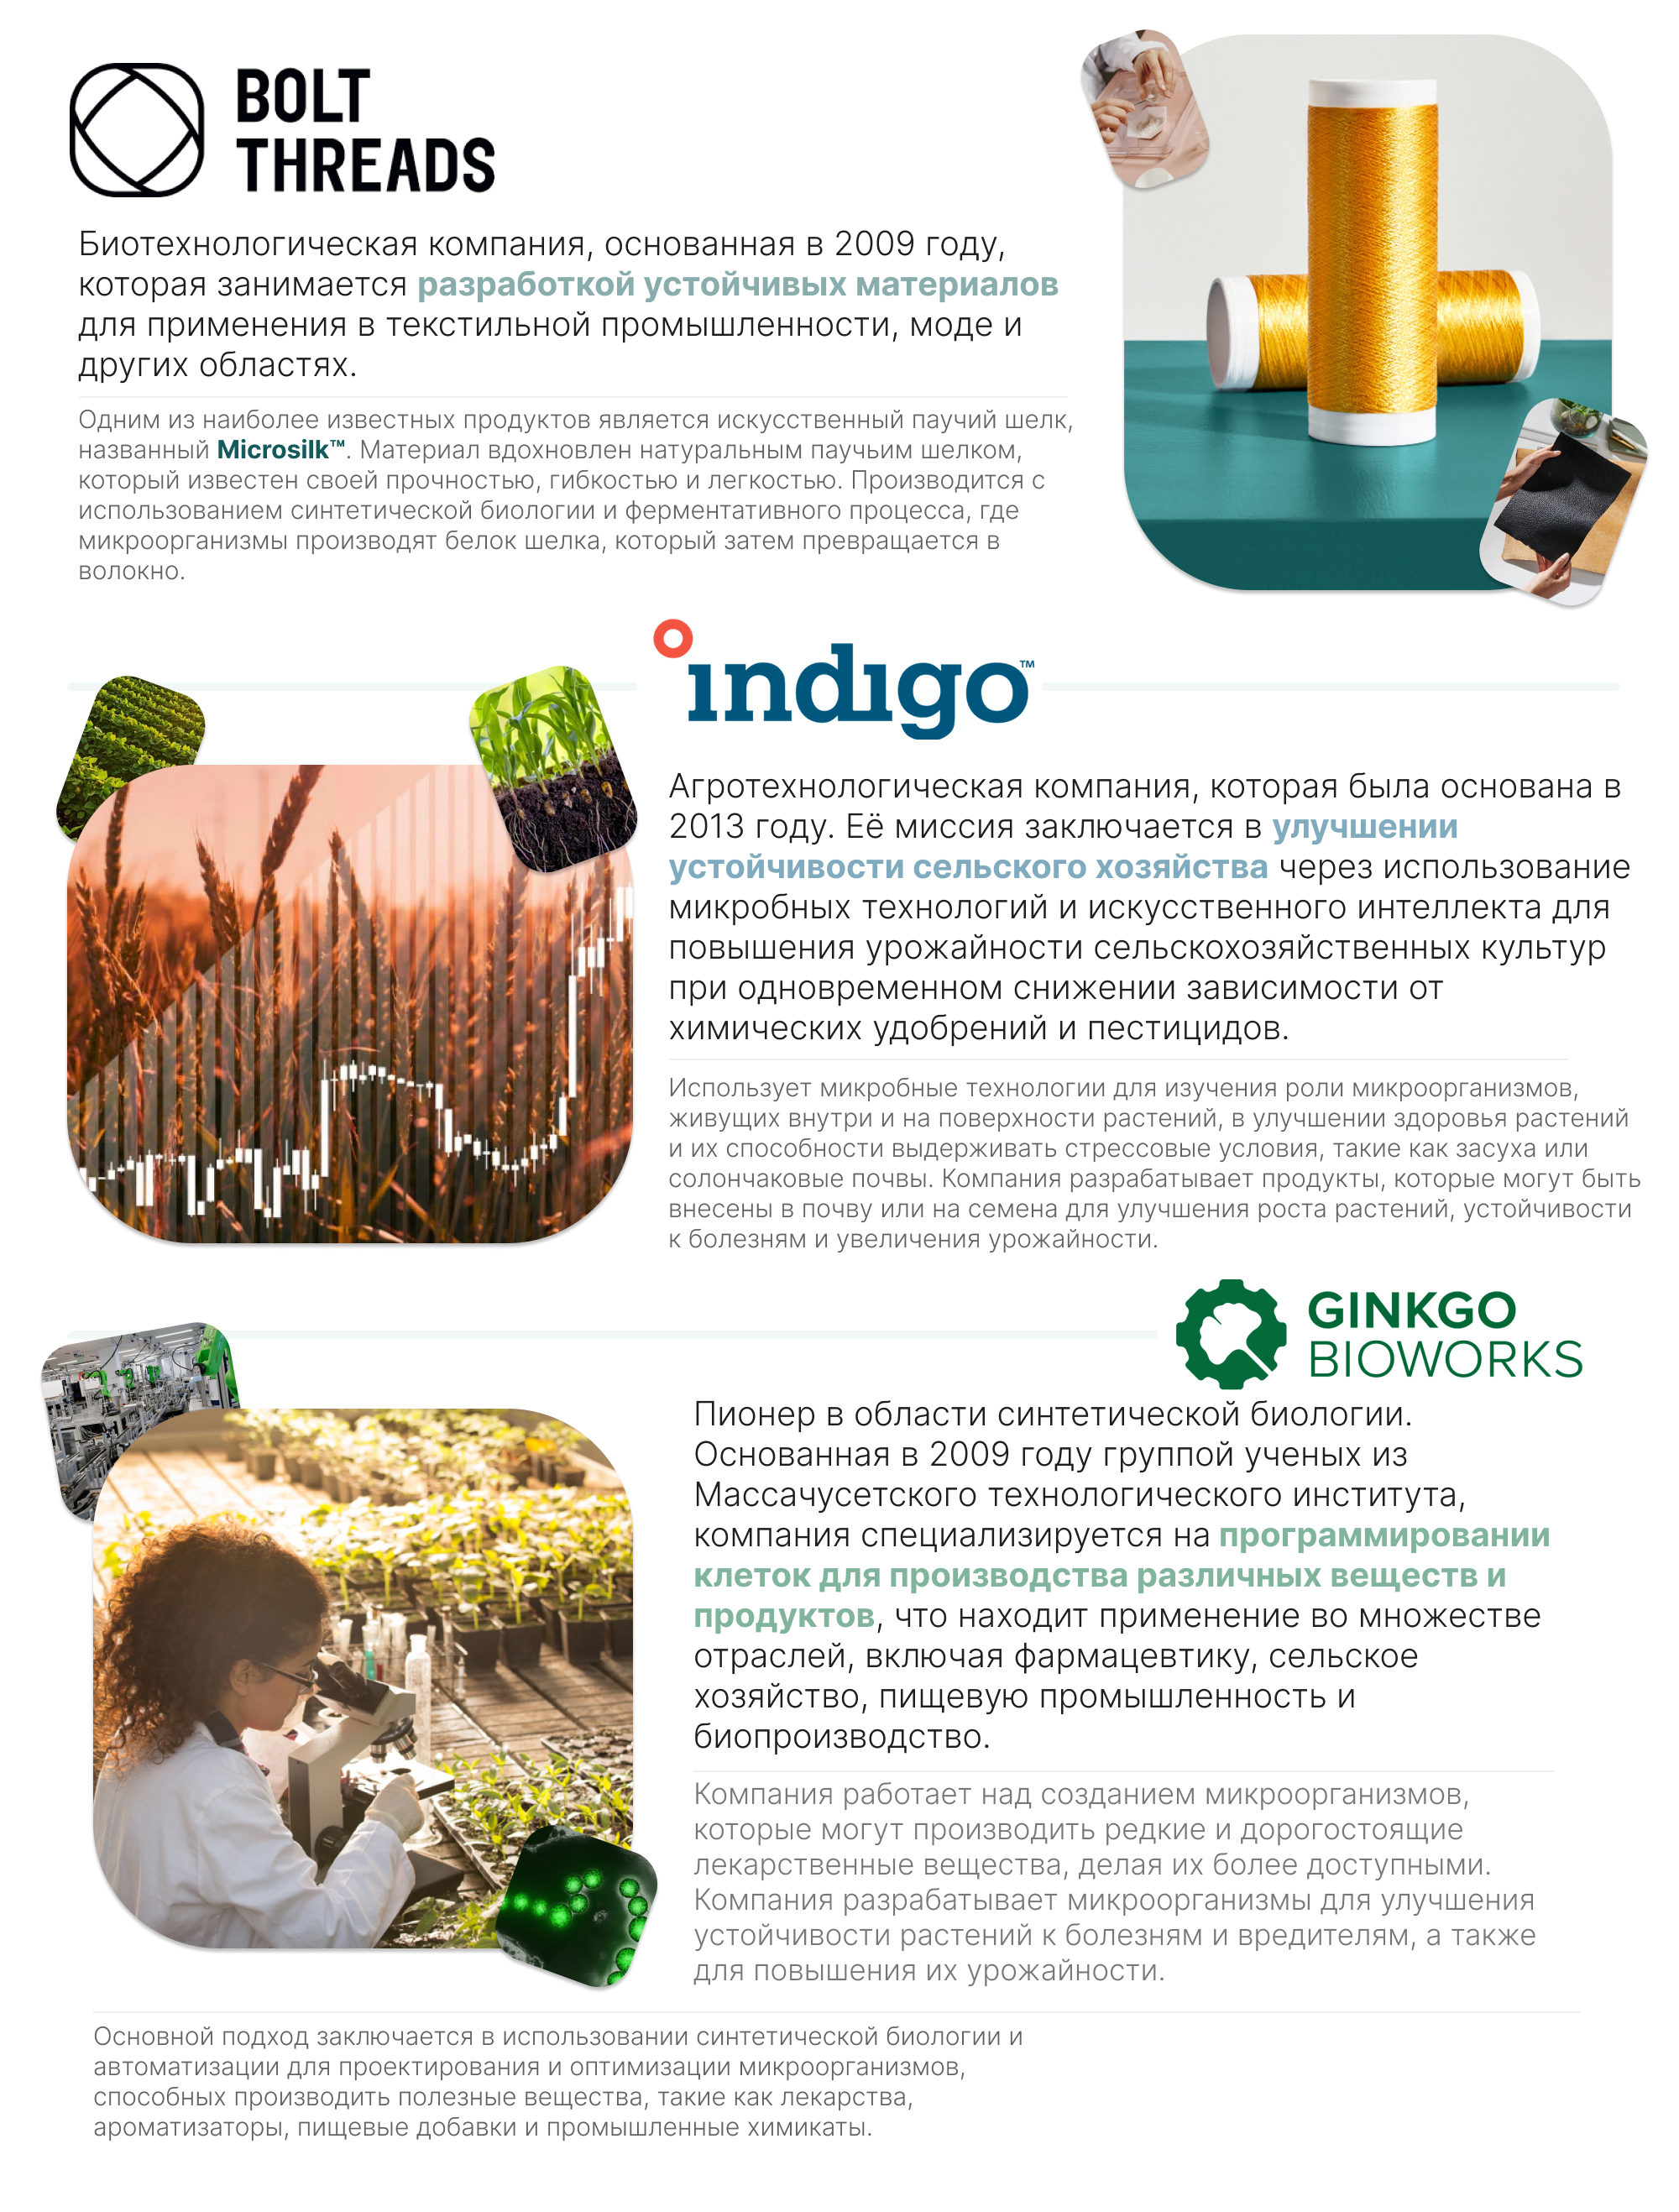 BOLT
THREADS
Биотехнологическая компания, основанная в 2009 году,
которая занимается разработкой устойчивых материалов
для применения в текстильной промышленности, моде и
других областях.
Одним из наиболее известных продуктов является искусственный паучий шелк,
названный Microsilk™. Материал вдохновлен натуральным паучьим шелком,
который известен своей прочностью, гибкостью и легкостью. Производится с
использованием синтетической биологии и ферментативного процесса, где
микроорганизмы производят белок шелка, который затем превращается в
волокно.
indigo™
Агротехнологическая компания, которая была основана в
2013 году. Её миссия заключается в улучшении
устойчивости сельского хозяйства через использование
микробных технологий и искусственного интеллекта для
повышения урожайности сельскохозяйственных культур
при одновременном снижении зависимости от
химических удобрений и пестицидов.
Использует микробные технологии для изучения роли микроорганизмов,
живущих внутри и на поверхности растений, в улучшении здоровья растений
и их способности выдерживать стрессовые условия, такие как засуха или
солончаковые почвы. Компания разрабатывает продукты, которые могут быть
внесены в почву или на семена для улучшения роста растений, устойчивости
к болезням и увеличения урожайности.
GINKGO
BIOWORKS
Пионер в области синтетической биологии.
Основанная в 2009 году группой ученых из
Массачусетского технологического института,
компания специализируется на программировании
клеток для производства различных веществ и
продуктов, что находит применение во множестве
отраслей, включая фармацевтику, сельское
хозяйство, пищевую промышленность и
биопроизводство.
Компания работает над созданием микроорганизмов,
которые могут производить редкие и дорогостоящие
лекарственные вещества, делая их более доступными.
Компания разрабатывает микроорганизмы для улучшения
устойчивости растений к болезням и вредителям, а также
для повышения их урожайности.
Основной подход заключается в использовании синтетической биологии и
автоматизации для проектирования и оптимизации микроорганизмов,
способных производить полезные вещества, такие как лекарства,
ароматизаторы, пищевые добавки и промышленные химикаты.